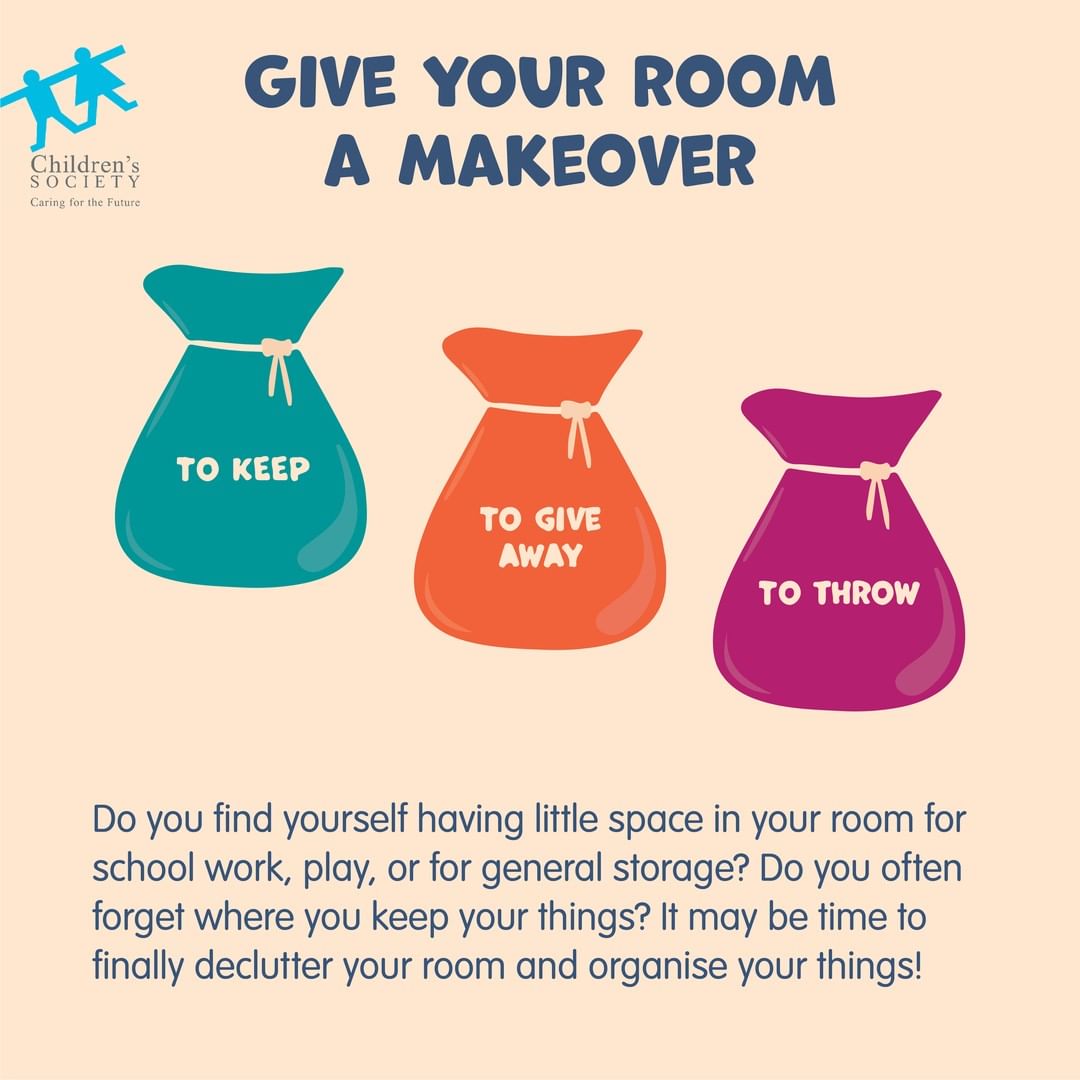 Children's
SOCIETY
Caring for the Future
GIVE YOUR ROOM
A MAKEOVER
TO KEEP
TO GIVE
AWAY
TO THROW
Do you find yourself having little space in your room for
school work, play, or for general storage? Do you often
forget where you keep your things? It may be time to
finally declutter your room and organise your things!